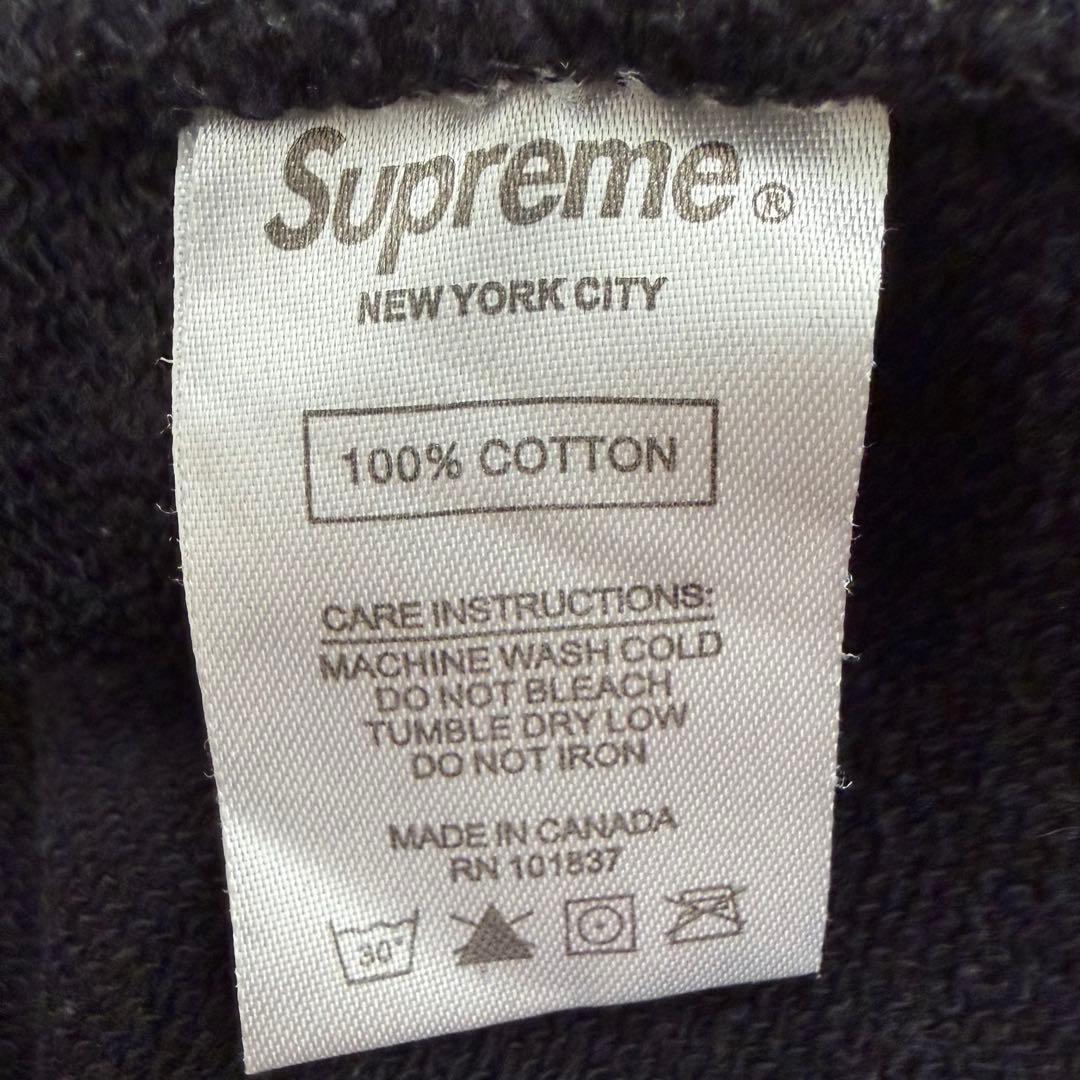 Supreme®
NEW YORK CITY
100% COTTON
CARE INSTRUCTIONS:
MACHINE WASH COLD
DO NOT BLEACH
TUMBLE DRY LOW
DO NOT IRON
MADE IN CANADA
RN 101837
30°